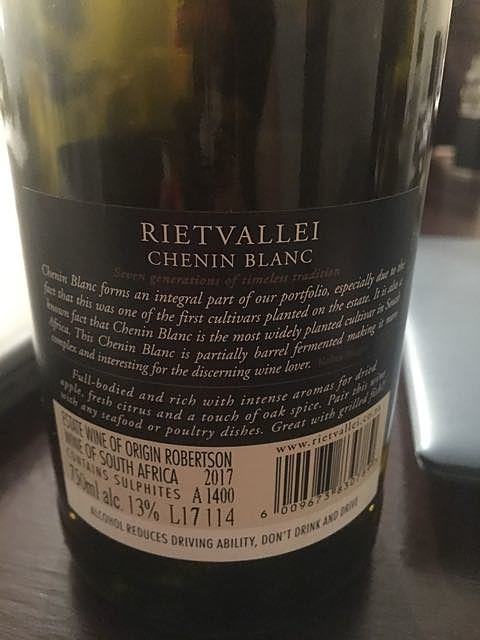 RIETVALLEI
CHENIN BLANC
Seven generations of timeless tradition
Chenin Blanc forms an integral part of our portfolio, especially due to the
fact that this was one of the first cultivars planted on the estate. It is also a
known fact that Chenin Blanc is the most widely planted cultivar in South
Africa. This Chenin Blanc is partially barrel fermented making it more
complex and interesting for the discerning wine lover.
Full-bodied and rich with intense aromas for dried
apple, fresh citrus and a touch of oak spice. Pair this wine
with any seafood or poultry dishes. Great with grilled fish!
ESTATE WINE OF ORIGIN ROBERTSON
WINE OF SOUTH AFRICA 2017
CONTAINS SULPHITES A1400
750ml alc. 13% L17 114
www.rietvallei.co.za
6 009675
ALCOHOL REDUCES DRIVING ABILITY, DON'T DRINK AND DRIVE